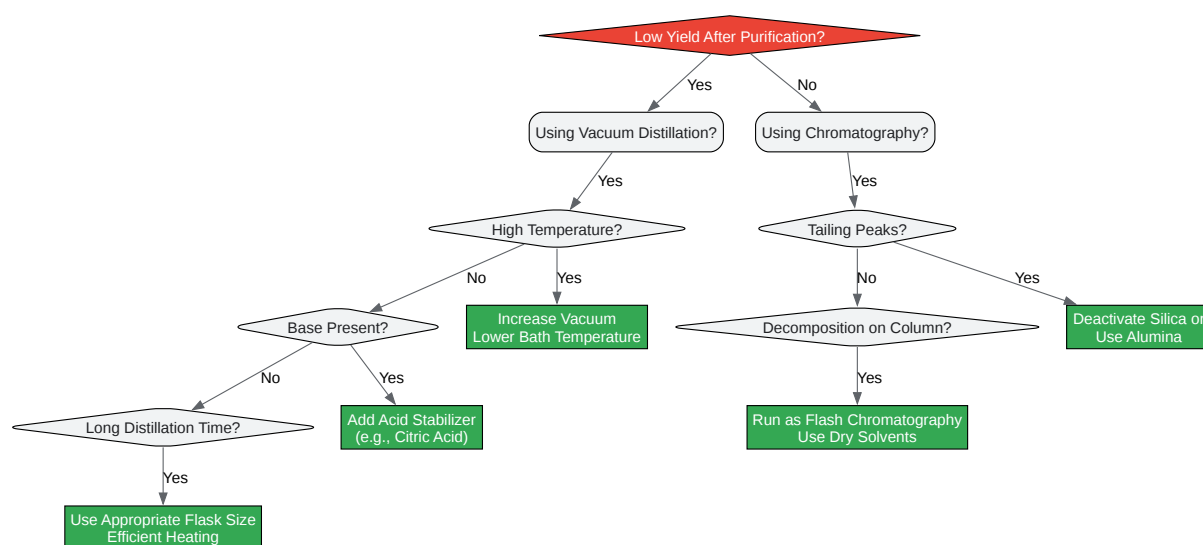 Low Yield After Purification?
Yes
No
Using Vacuum Distillation?
Using Chromatography?
Yes
Yes
High Temperature?
Tailing Peaks?
No
Yes
No
Yes
Base Present?
Increase Vacuum
Lower Bath Temperature
Decomposition on Column?
Deactivate Silica or
Use Alumina
No
Yes
Yes
Long Distillation Time?
Add Acid Stabilizer
(e.g., Citric Acid)
Run as Flash Chromatography
Use Dry Solvents
Yes
Use Appropriate Flask Size
Efficient Heating